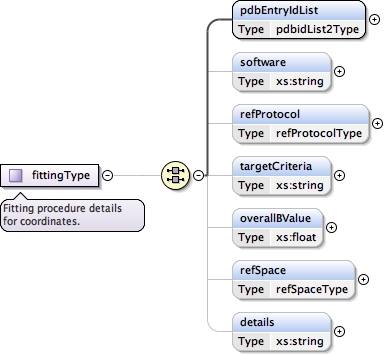 pdbEntryIdList
Type pdbidList2Type
software
Type xs:string
refProtocol
Type refProtocolType
fittingType
Fitting procedure details
for coordinates.
targetCriteria
Type xs:string
overallBValue
Type xs:float
refSpace
Type refSpaceType
details
Type xs:string